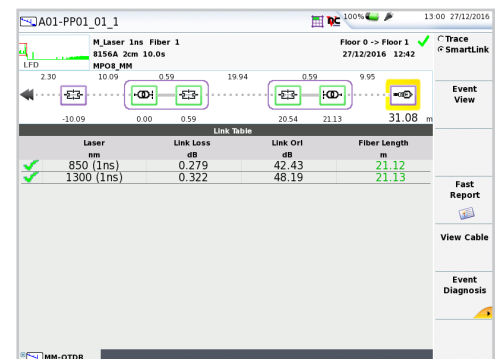 A01-PP01_01_1
100%
13:00 27/12/2016
LFD
M_Laser 1ns Fiber 1
8156A 2cm 10.0s
MPO8_MM
Floor 0 -> Floor 1
27/12/2016 12:42
Trace
SmartLink
2.30 10.09 0.59 19.94 0.59 9.95
-10.09 0.00 0.59 20.54 21.13 31.08 m
Link Table
Laser Link Loss Link Orl Fiber Length
nm dB dB m
850 (1ns) 0.279 42.43 21.12
1300 (1ns) 0.322 48.19 21.13
Event
View
Fast
Report
View Cable
Event
Diagnosis
MM-OTDR